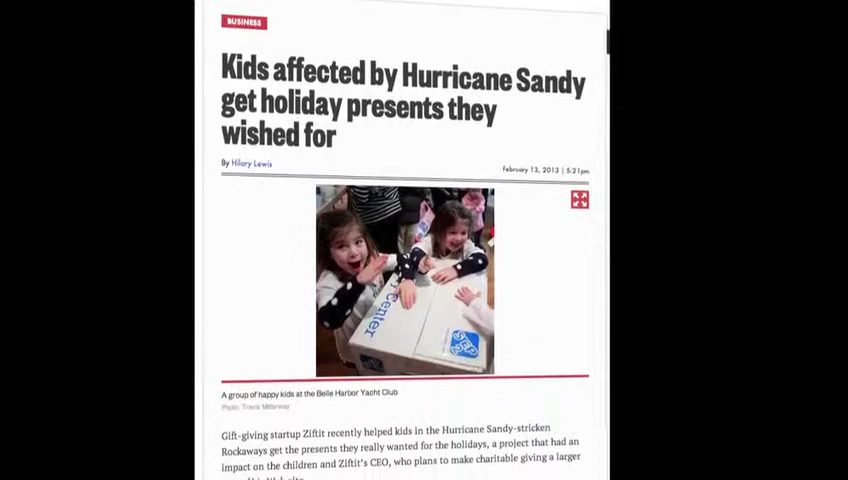 BUSINESS
Kids affected by Hurricane Sandy
get holiday presents they
wished for
By Hilary Lewis
February 13, 2013 | 5:21pm
Center
A group of happy kids at the Belle Harbor Yacht Club
Photo: Travis Millerway
Gift-giving startup Ziftit recently helped kids in the Hurricane Sandy-stricken
Rockaways get the presents they really wanted for the holidays, a project that had an
impact on the children and Ziftit's CEO, who plans to make charitable giving a larger